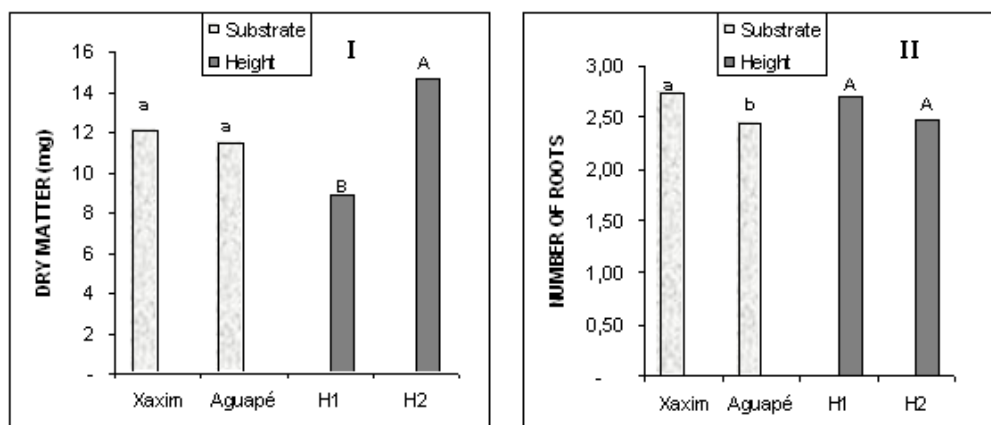 Substrate
Height
I
DRY MATTER (mg)
16
14
12
10
8
6
4
2
-
a
a
B
A
Xaxim
Aguapé
H1
H2
Substrate
Height
II
NUMBER OF ROOTS
3,00
2,50
2,00
1,50
1,00
0,50
-
a
b
A
A
Xaxim
Aguapé
H1
H2